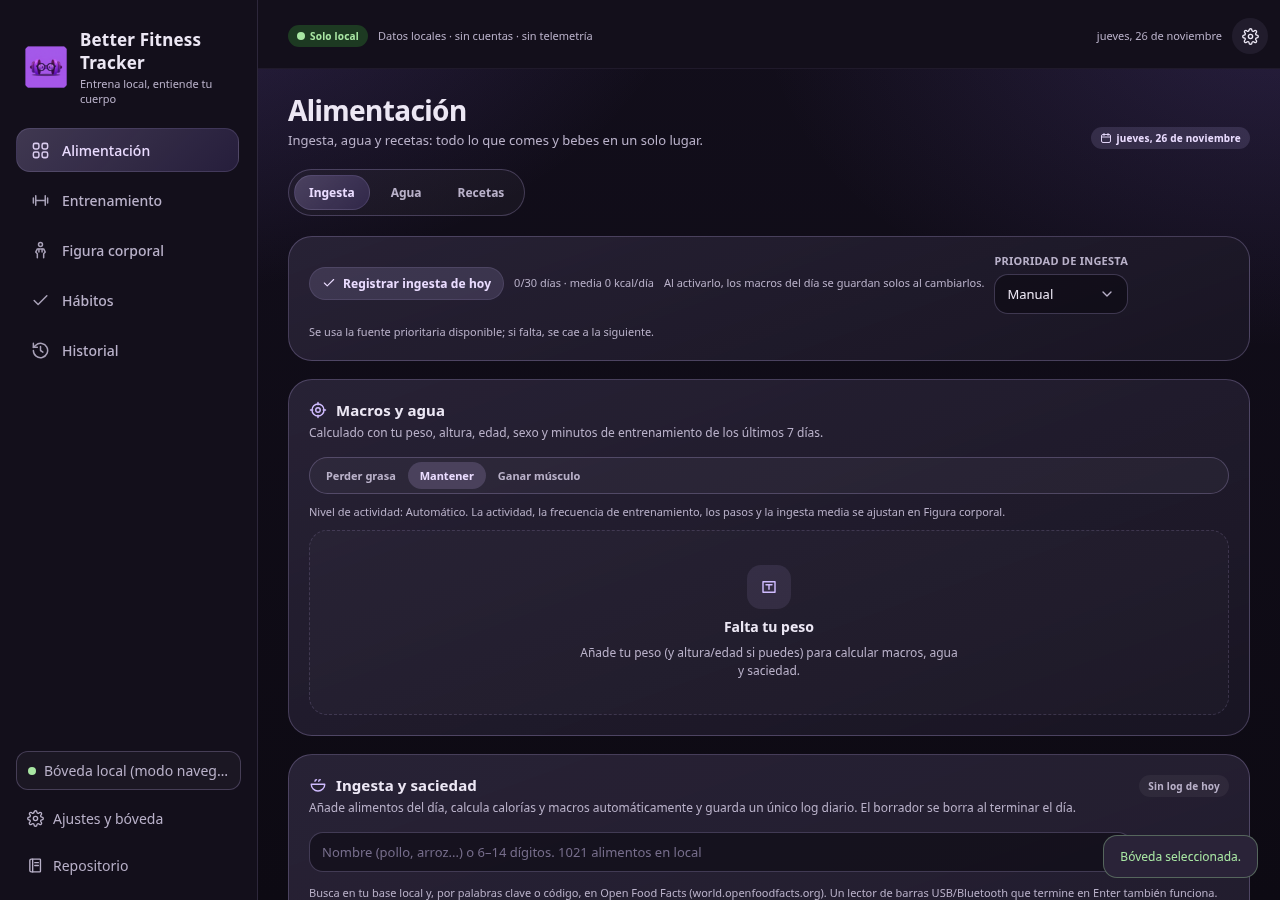 Better Fitness
Tracker
Entrena local, entiende tu
cuerpo
Alimentación
Entrenamiento
Figura corporal
Hábitos
Historial
Bóveda local (modo naveg...
Ajustes y bóveda
Repositorio
Solo local
Datos locales · sin cuentas · sin telemetría
jueves, 26 de noviembre
Alimentación
Ingesta, agua y recetas: todo lo que comes y bebes en un solo lugar.
jueves, 26 de noviembre
Ingesta
Agua
Recetas
Registrar ingesta de hoy
0/30 días · media 0 kcal/día
Al activarlo, los macros del día se guardan solos al cambiarlos.
PRIORIDAD DE INGESTA
Manual
Se usa la fuente prioritaria disponible; si falta, se cae a la siguiente.
Macros y agua
Calculado con tu peso, altura, edad, sexo y minutos de entrenamiento de los últimos 7 días.
Perder grasa
Mantener
Ganar músculo
Nivel de actividad: Automático. La actividad, la frecuencia de entrenamiento, los pasos y la ingesta media se ajustan en Figura corporal.
Falta tu peso
Añade tu peso (y altura/edad si puedes) para calcular macros, agua
y saciedad.
Ingesta y saciedad
Sin log de hoy
Añade alimentos del día, calcula calorías y macros automáticamente y guarda un único log diario. El borrador se borra al terminar el día.
Nombre (pollo, arroz...) o 6–14 dígitos. 1021 alimentos en local
Bóveda seleccionada.
Busca en tu base local y, por palabras clave o código, en Open Food Facts (world.openfoodfacts.org). Un lector de barras USB/Bluetooth que termine en Enter también funciona.